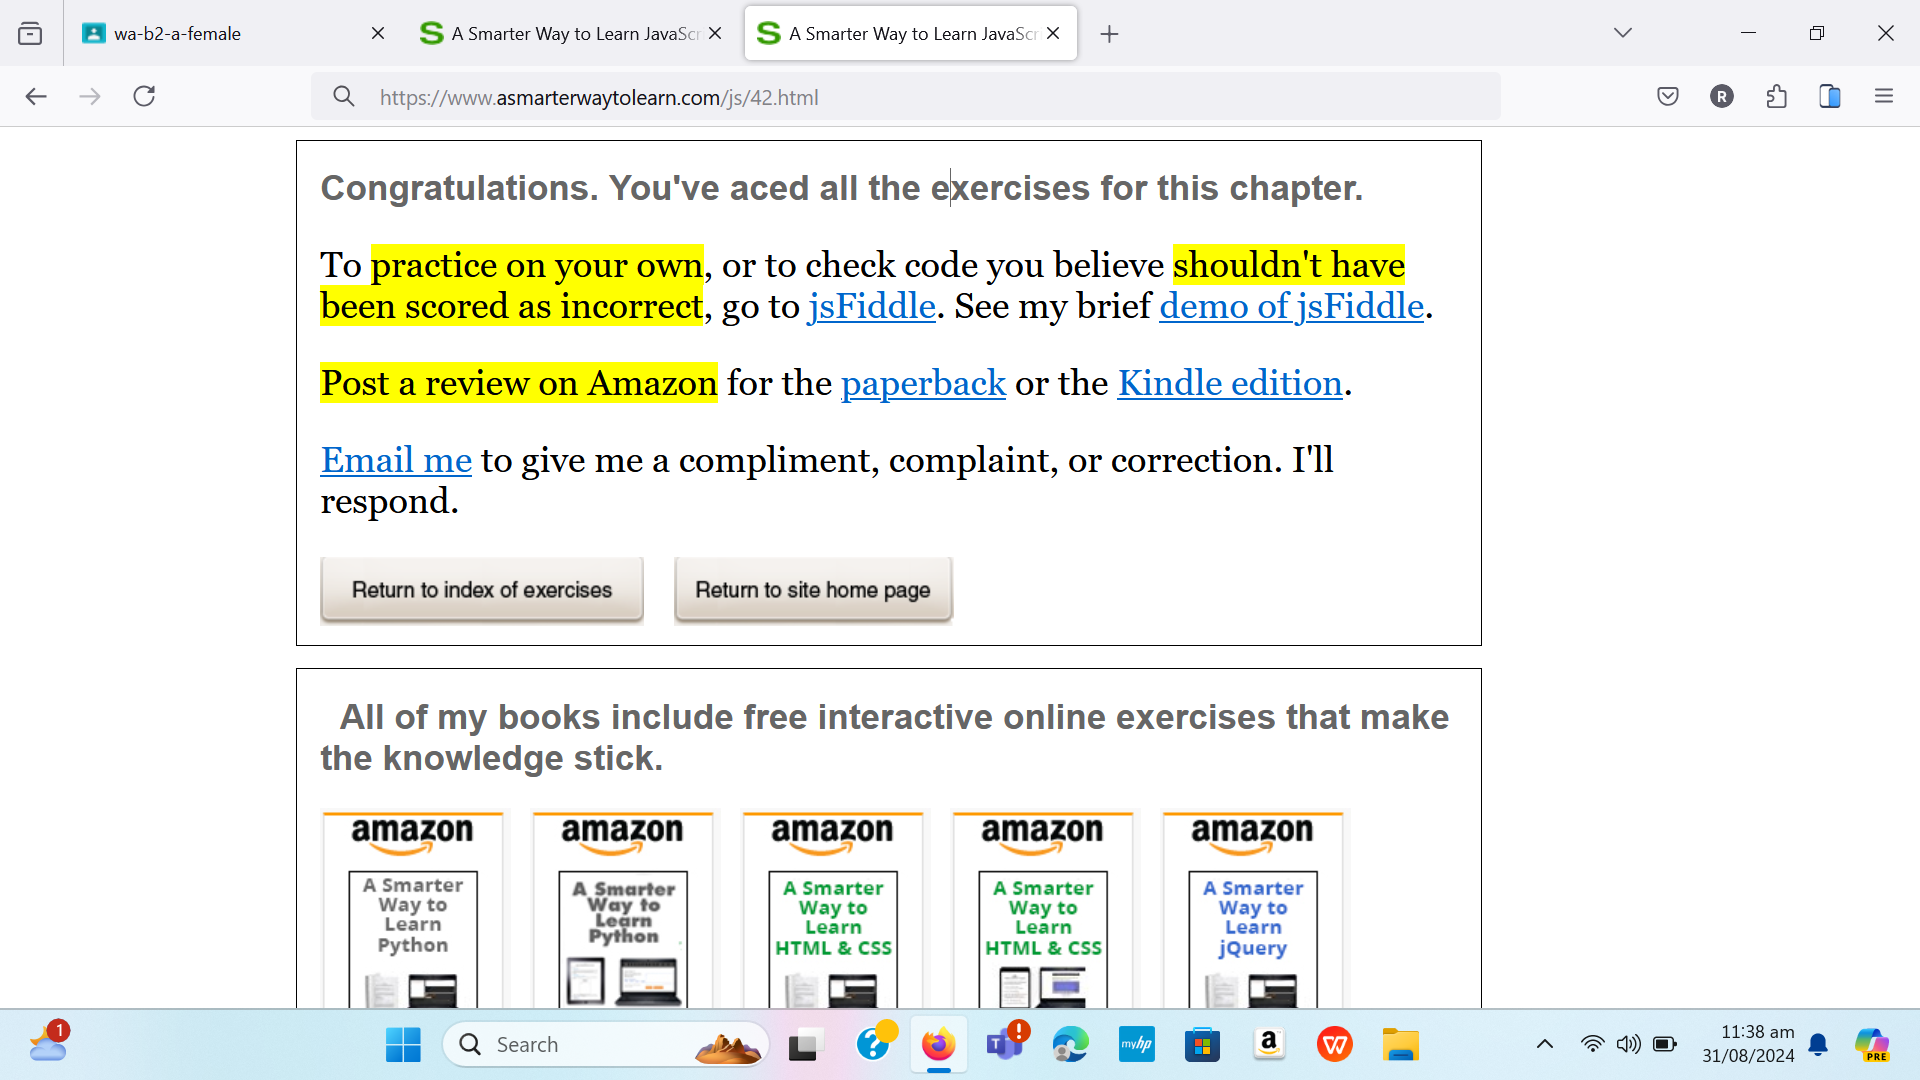 wa-b2-a-female
A Smarter Way to Learn JavaScr
A Smarter Way to Learn JavaScr
https://www.asmarterwaytolearn.com/js/42.html
R
Congratulations. You've aced all the exercises for this chapter.
To practice on your own, or to check code you believe shouldn't have
been scored as incorrect, go to jsFiddle. See my brief demo of jsFiddle.
Post a review on Amazon for the paperback or the Kindle edition.
Email me to give me a compliment, complaint, or correction. I'll
respond.
Return to index of exercises
Return to site home page
All of my books include free interactive online exercises that make
the knowledge stick.
amazon
A Smarter
Way to
Learn
Python
amazon
A Smarter
Way to
Learn
Python
amazon
A Smarter
Way to
Learn
HTML & CSS
amazon
A Smarter
Way to
Learn
HTML & CSS
amazon
A Smarter
Way to
Learn
jQuery
1
Search
?
T
!
myhp
a
W
PRE
11:38 am
31/08/2024